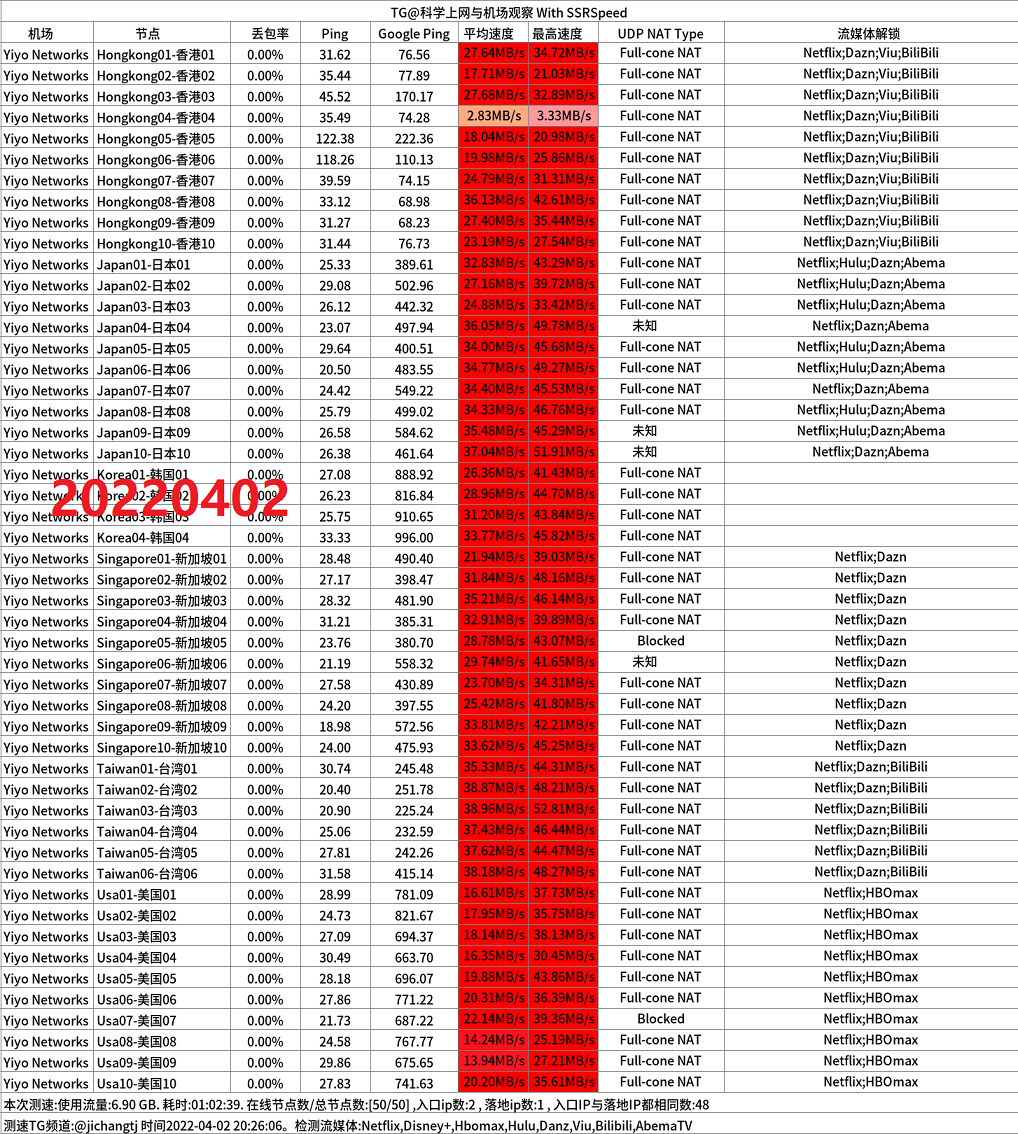 TG@科学上网与机场观察 With SSRSpeed
机场 节点 丢包率 Ping Google Ping 平均速度 最高速度 UDP NAT Type 流媒体解锁
Yiyo Networks Hongkong01-香港01 0.00% 31.62 76.56 27.64MB/s 34.72MB/s Full-cone NAT Netflix;Dazn;Viu;BiliBili
Yiyo Networks Hongkong02-香港02 0.00% 35.44 77.89 17.71MB/s 21.03MB/s Full-cone NAT Netflix;Dazn;Viu;BiliBili
Yiyo Networks Hongkong03-香港03 0.00% 45.52 170.17 27.68MB/s 32.89MB/s Full-cone NAT Netflix;Dazn;Viu;BiliBili
Yiyo Networks Hongkong04-香港04 0.00% 35.49 74.28 2.83MB/s 3.33MB/s Full-cone NAT Netflix;Dazn;Viu;BiliBili
Yiyo Networks Hongkong05-香港05 0.00% 122.38 222.36 18.04MB/s 20.98MB/s Full-cone NAT Netflix;Dazn;Viu;BiliBili
Yiyo Networks Hongkong06-香港06 0.00% 118.26 110.13 19.98MB/s 25.86MB/s Full-cone NAT Netflix;Dazn;Viu;BiliBili
Yiyo Networks Hongkong07-香港07 0.00% 39.59 74.15 24.79MB/s 31.31MB/s Full-cone NAT Netflix;Dazn;Viu;BiliBili
Yiyo Networks Hongkong08-香港08 0.00% 33.12 68.98 36.13MB/s 42.61MB/s Full-cone NAT Netflix;Dazn;Viu;BiliBili
Yiyo Networks Hongkong09-香港09 0.00% 31.27 68.23 27.40MB/s 35.44MB/s Full-cone NAT Netflix;Dazn;Viu;BiliBili
Yiyo Networks Hongkong10-香港10 0.00% 31.44 76.73 23.19MB/s 27.54MB/s Full-cone NAT Netflix;Dazn;Viu;BiliBili
Yiyo Networks Japan01-日本01 0.00% 25.33 389.61 32.83MB/s 43.29MB/s Full-cone NAT Netflix;Hulu;Dazn;Abema
Yiyo Networks Japan02-日本02 0.00% 29.08 502.96 27.16MB/s 39.72MB/s Full-cone NAT Netflix;Hulu;Dazn;Abema
Yiyo Networks Japan03-日本03 0.00% 26.12 442.32 24.88MB/s 33.42MB/s Full-cone NAT Netflix;Hulu;Dazn;Abema
Yiyo Networks Japan04-日本04 0.00% 23.07 497.94 36.05MB/s 49.78MB/s 未知 Netflix;Dazn;Abema
Yiyo Networks Japan05-日本05 0.00% 29.64 400.51 34.00MB/s 45.68MB/s Full-cone NAT Netflix;Hulu;Dazn;Abema
Yiyo Networks Japan06-日本06 0.00% 20.50 483.55 34.77MB/s 49.27MB/s Full-cone NAT Netflix;Hulu;Dazn;Abema
Yiyo Networks Japan07-日本07 0.00% 24.42 549.22 34.40MB/s 45.53MB/s Full-cone NAT Netflix;Dazn;Abema
Yiyo Networks Japan08-日本08 0.00% 25.79 499.02 34.33MB/s 46.76MB/s Full-cone NAT Netflix;Hulu;Dazn;Abema
Yiyo Networks Japan09-日本09 0.00% 26.58 584.62 35.48MB/s 45.29MB/s 未知 Netflix;Hulu;Dazn;Abema
Yiyo Networks Japan10-日本10 0.00% 26.38 461.64 37.04MB/s 51.91MB/s 未知 Netflix;Dazn;Abema
Yiyo Networks Korea01-韩国01 0.00% 27.08 888.92 26.36MB/s 41.43MB/s Full-cone NAT
Yiyo Networks Korea02-韩国02 0.00% 26.23 816.84 28.96MB/s 44.70MB/s Full-cone NAT
20220402
Yiyo Networks Korea03-韩国03 0.00% 25.75 910.65 31.20MB/s 43.84MB/s Full-cone NAT
Yiyo Networks Korea04-韩国04 0.00% 33.33 996.00 33.77MB/s 45.82MB/s Full-cone NAT
Yiyo Networks Singapore01-新加坡01 0.00% 28.48 490.40 21.94MB/s 39.03MB/s Full-cone NAT Netflix;Dazn
Yiyo Networks Singapore02-新加坡02 0.00% 27.17 398.47 31.84MB/s 48.16MB/s Full-cone NAT Netflix;Dazn
Yiyo Networks Singapore03-新加坡03 0.00% 28.32 481.90 35.21MB/s 46.14MB/s Full-cone NAT Netflix;Dazn
Yiyo Networks Singapore04-新加坡04 0.00% 31.21 385.31 32.91MB/s 39.89MB/s Full-cone NAT Netflix;Dazn
Yiyo Networks Singapore05-新加坡05 0.00% 23.76 380.70 28.78MB/s 43.07MB/s Blocked Netflix;Dazn
Yiyo Networks Singapore06-新加坡06 0.00% 21.19 558.32 29.74MB/s 41.65MB/s 未知 Netflix;Dazn
Yiyo Networks Singapore07-新加坡07 0.00% 27.58 430.89 23.70MB/s 34.31MB/s Full-cone NAT Netflix;Dazn
Yiyo Networks Singapore08-新加坡08 0.00% 24.20 397.55 25.42MB/s 41.80MB/s Full-cone NAT Netflix;Dazn
Yiyo Networks Singapore09-新加坡09 0.00% 18.98 572.56 33.81MB/s 42.21MB/s Full-cone NAT Netflix;Dazn
Yiyo Networks Singapore10-新加坡10 0.00% 24.00 475.93 33.62MB/s 45.25MB/s Full-cone NAT Netflix;Dazn
Yiyo Networks Taiwan01-台湾01 0.00% 30.74 245.48 35.33MB/s 44.31MB/s Full-cone NAT Netflix;Dazn;BiliBili
Yiyo Networks Taiwan02-台湾02 0.00% 20.40 251.78 38.87MB/s 48.21MB/s Full-cone NAT Netflix;Dazn;BiliBili
Yiyo Networks Taiwan03-台湾03 0.00% 20.90 225.24 38.96MB/s 52.81MB/s Full-cone NAT Netflix;Dazn;BiliBili
Yiyo Networks Taiwan04-台湾04 0.00% 25.06 232.59 37.43MB/s 46.44MB/s Full-cone NAT Netflix;Dazn;BiliBili
Yiyo Networks Taiwan05-台湾05 0.00% 27.81 242.26 37.62MB/s 44.47MB/s Full-cone NAT Netflix;Dazn;BiliBili
Yiyo Networks Taiwan06-台湾06 0.00% 31.58 415.14 38.18MB/s 48.27MB/s Full-cone NAT Netflix;Dazn;BiliBili
Yiyo Networks Usa01-美国01 0.00% 28.99 781.09 16.61MB/s 37.73MB/s Full-cone NAT Netflix;HBOmax
Yiyo Networks Usa02-美国02 0.00% 24.73 821.67 17.95MB/s 35.75MB/s Full-cone NAT Netflix;HBOmax
Yiyo Networks Usa03-美国03 0.00% 27.09 694.37 18.14MB/s 38.13MB/s Full-cone NAT Netflix;HBOmax
Yiyo Networks Usa04-美国04 0.00% 30.49 663.70 16.35MB/s 30.45MB/s Full-cone NAT Netflix;HBOmax
Yiyo Networks Usa05-美国05 0.00% 28.18 696.07 19.88MB/s 43.86MB/s Full-cone NAT Netflix;HBOmax
Yiyo Networks Usa06-美国06 0.00% 27.86 771.22 20.31MB/s 36.39MB/s Full-cone NAT Netflix;HBOmax
Yiyo Networks Usa07-美国07 0.00% 21.73 687.22 22.14MB/s 39.36MB/s Blocked Netflix;HBOmax
Yiyo Networks Usa08-美国08 0.00% 24.58 767.77 14.24MB/s 25.19MB/s Full-cone NAT Netflix;HBOmax
Yiyo Networks Usa09-美国09 0.00% 29.86 675.65 13.94MB/s 27.21MB/s Full-cone NAT Netflix;HBOmax
Yiyo Networks Usa10-美国10 0.00% 27.83 741.63 20.20MB/s 35.61MB/s Full-cone NAT Netflix;HBOmax
本次测速:使用流量:6.90 GB. 耗时:01:02:39. 在线节点数/总节点数:[50/50] ,入口ip数:2 , 落地ip数:1 , 入口IP与落地IP都相同数:48
测速TG频道:@jichangtj 时间2022-04-02 20:26:06。检测流媒体:Netflix,Disney+,Hbomax,Hulu,Danz,Viu,Bilibili,AbemaTV